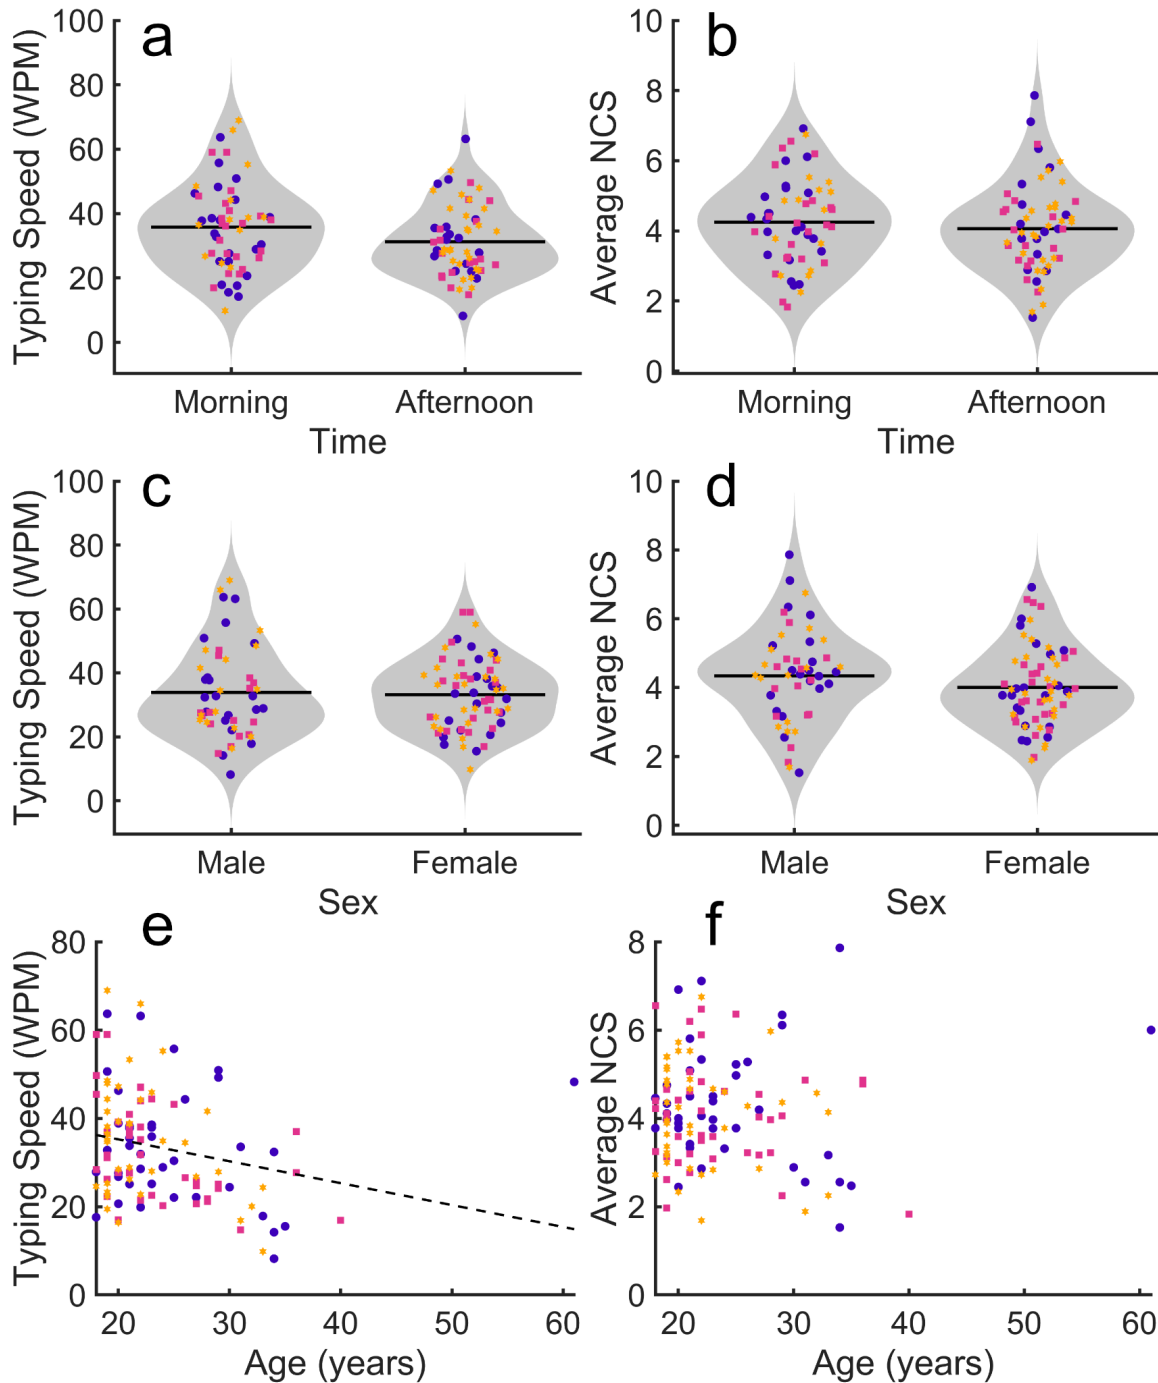 a
Typing Speed (WPM)
100
80
60
40
20
0
Morning
Afternoon
Time
b
Average NCS
10
8
6
4
2
0
Morning
Afternoon
Time
c
Typing Speed (WPM)
100
80
60
40
20
0
Male
Female
Sex
d
Average NCS
10
8
6
4
2
0
Male
Female
Sex
e
Typing Speed (WPM)
80
60
40
20
0
20
30
40
50
60
Age (years)
f
Average NCS
8
6
4
2
0
20
30
40
50
60
Age (years)